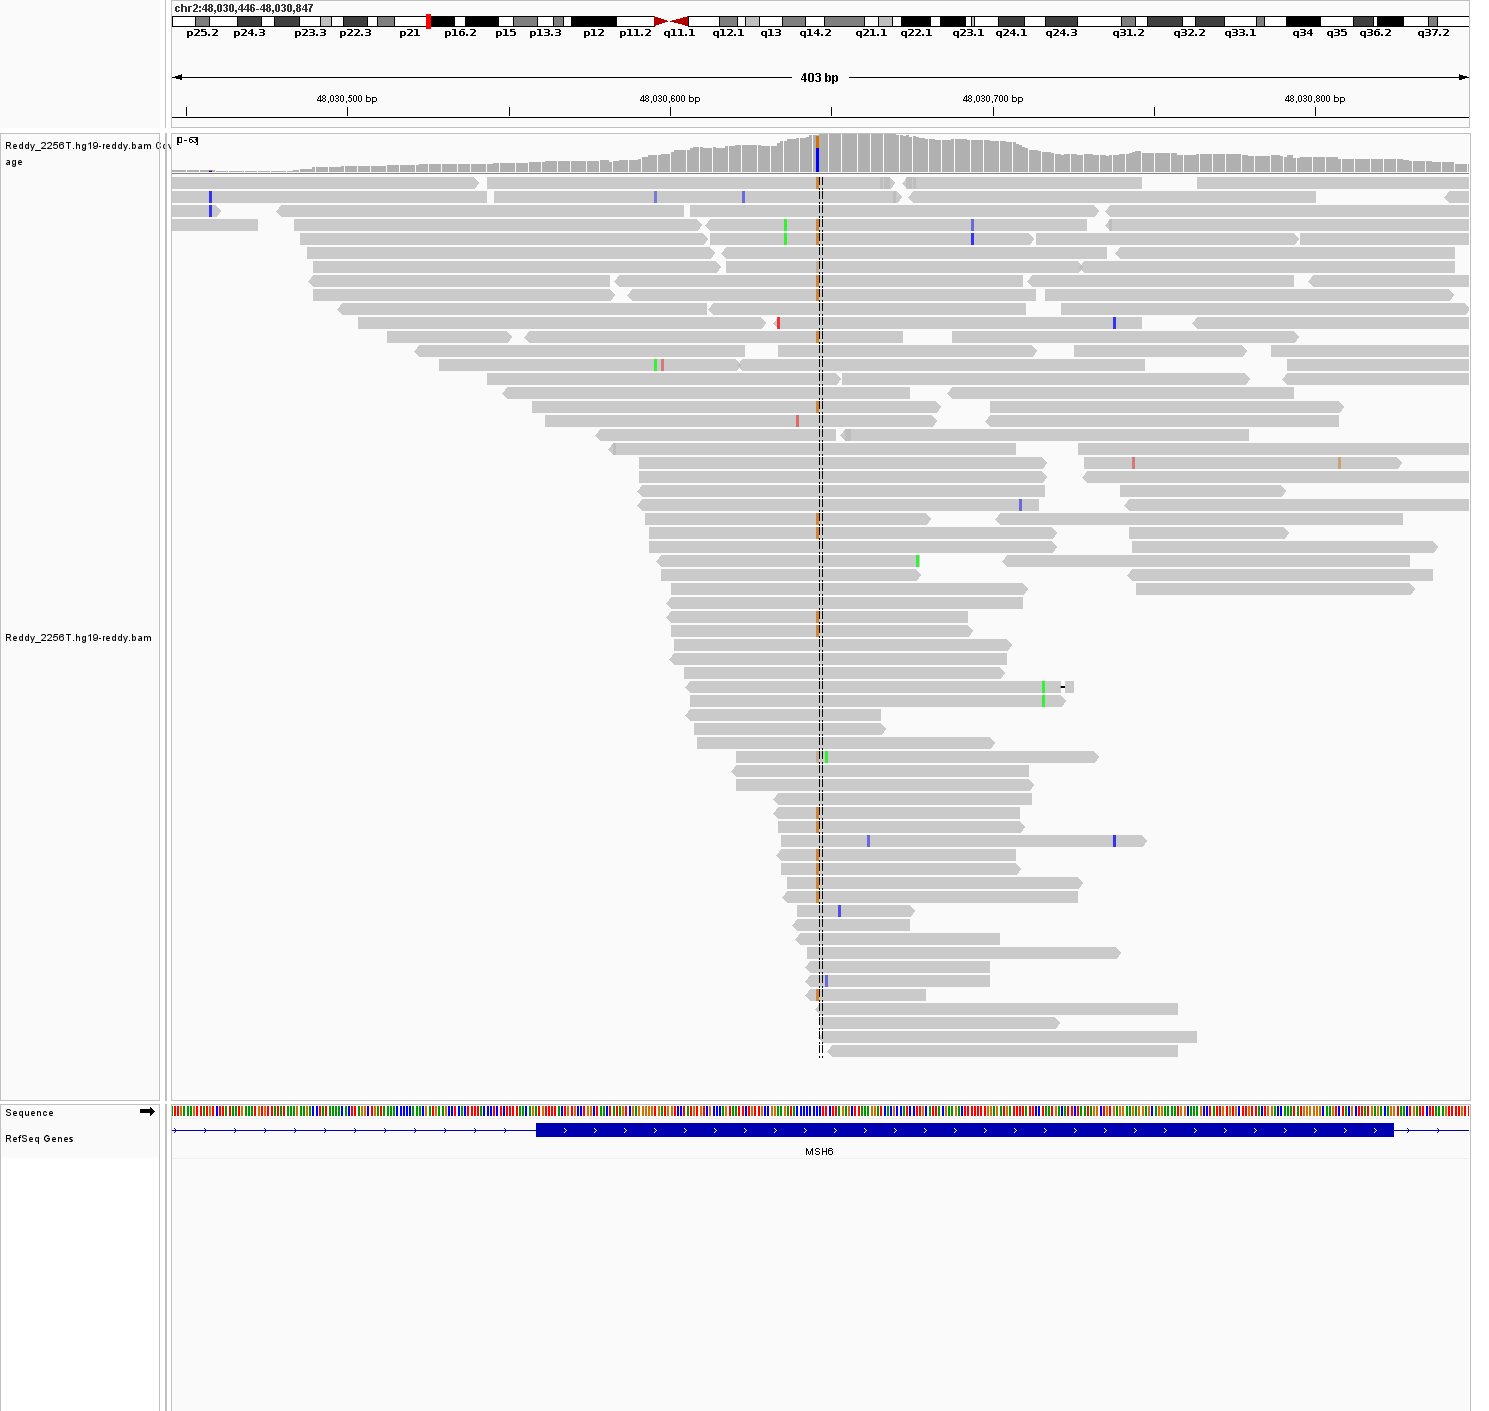 chr2:48,030,446-48,030,847
p25.2 p24.3 p23.3 p22.3 p21 p16.2 p15 p13.3 p12 p11.2 q11.1 q12.1 q13 q14.2 q21.1 q22.1 q23.1 q24.1 q24.3 q31.2 q32.2 q33.1 q34 q35 q36.2 q37.2
403 bp
48,030,500 bp 48,030,600 bp 48,030,700 bp 48,030,800 bp
Reddy_2256T.hg19-reddy.bam Cov
age
[0 - 63]
Reddy_2256T.hg19-reddy.bam
Sequence
RefSeq Genes
MSH6